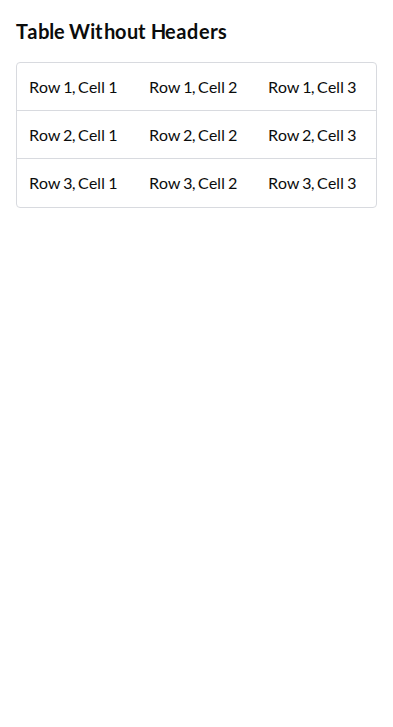 Table Without Headers
Row 1, Cell 1 Row 1, Cell 2 Row 1, Cell 3
Row 2, Cell 1 Row 2, Cell 2 Row 2, Cell 3
Row 3, Cell 1 Row 3, Cell 2 Row 3, Cell 3